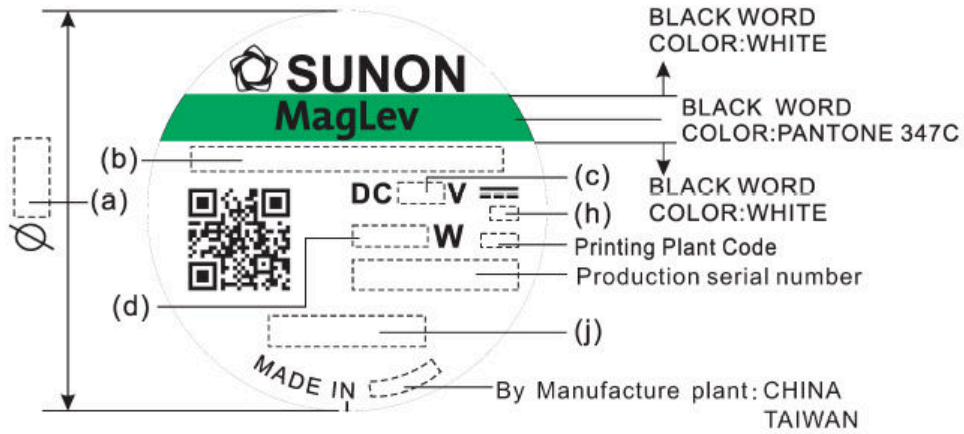 BLACK WORD
COLOR:WHITE
SUNON
MagLev
BLACK WORD
COLOR:PANTONE 347C
(b)
(c)
DC V
BLACK WORD
COLOR:WHITE
(a)
(h)
Ø
W
Printing Plant Code
Production serial number
(d)
(j)
MADE IN
By Manufacture plant: CHINA
TAIWAN